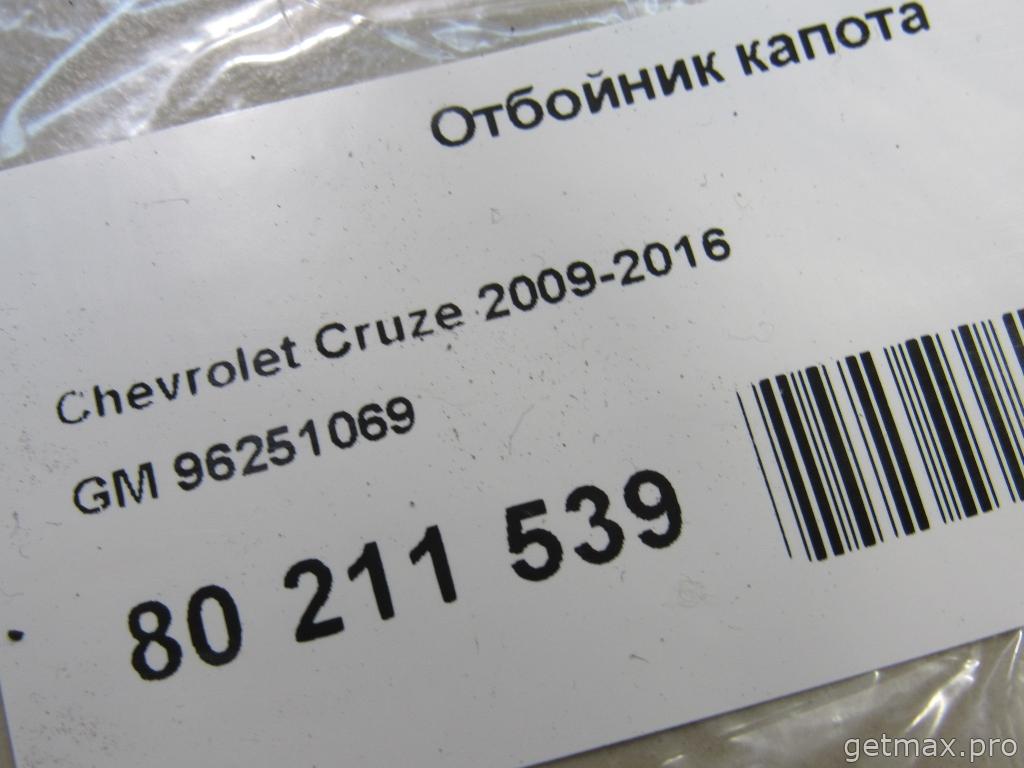 Отбойник капота
Chevrolet Cruze 2009-2016
GM 96251069
80 211 539
getmax.pro